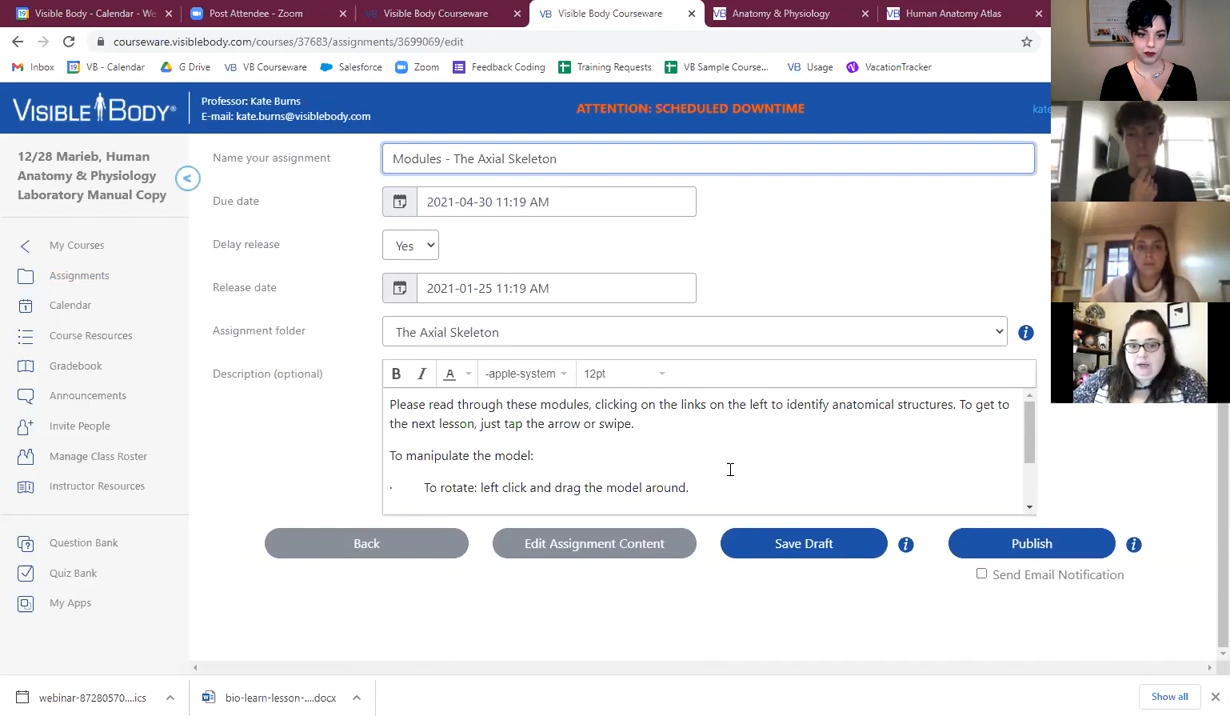 Visible Body - Calendar - We
Post Attendee - Zoom
Visible Body Courseware
Visible Body Courseware
Anatomy & Physiology
Human Anatomy Atlas
courseware.visiblebody.com/courses/37683/assignments/3699069/edit
Inbox
VB - Calendar
G Drive
VB Courseware
Salesforce
Zoom
Feedback Coding
Training Requests
VB Sample Course...
Usage
VacationTracker
VISIBLE BODY®
Professor: Kate Burns
E-mail: kate.burns@visiblebody.com
ATTENTION: SCHEDULED DOWNTIME
kate
12/28 Marieb, Human
Anatomy & Physiology
Laboratory Manual Copy
<
My Courses
Assignments
Calendar
Course Resources
Gradebook
Announcements
Invite People
Manage Class Roster
Instructor Resources
Question Bank
Quiz Bank
My Apps
Name your assignment
Modules - The Axial Skeleton
Due date
2021-04-30 11:19 AM
Delay release
Yes
Release date
2021-01-25 11:19 AM
Assignment folder
The Axial Skeleton
Description (optional)
B I A -apple-system 12pt
Please read through these modules, clicking on the links on the left to identify anatomical structures. To get to
the next lesson, just tap the arrow or swipe.
To manipulate the model:
· To rotate: left click and drag the model around.
Back
Edit Assignment Content
Save Draft
Publish
Send Email Notification
webinar-87280570....ics
bio-learn-lesson-....docx
Show all